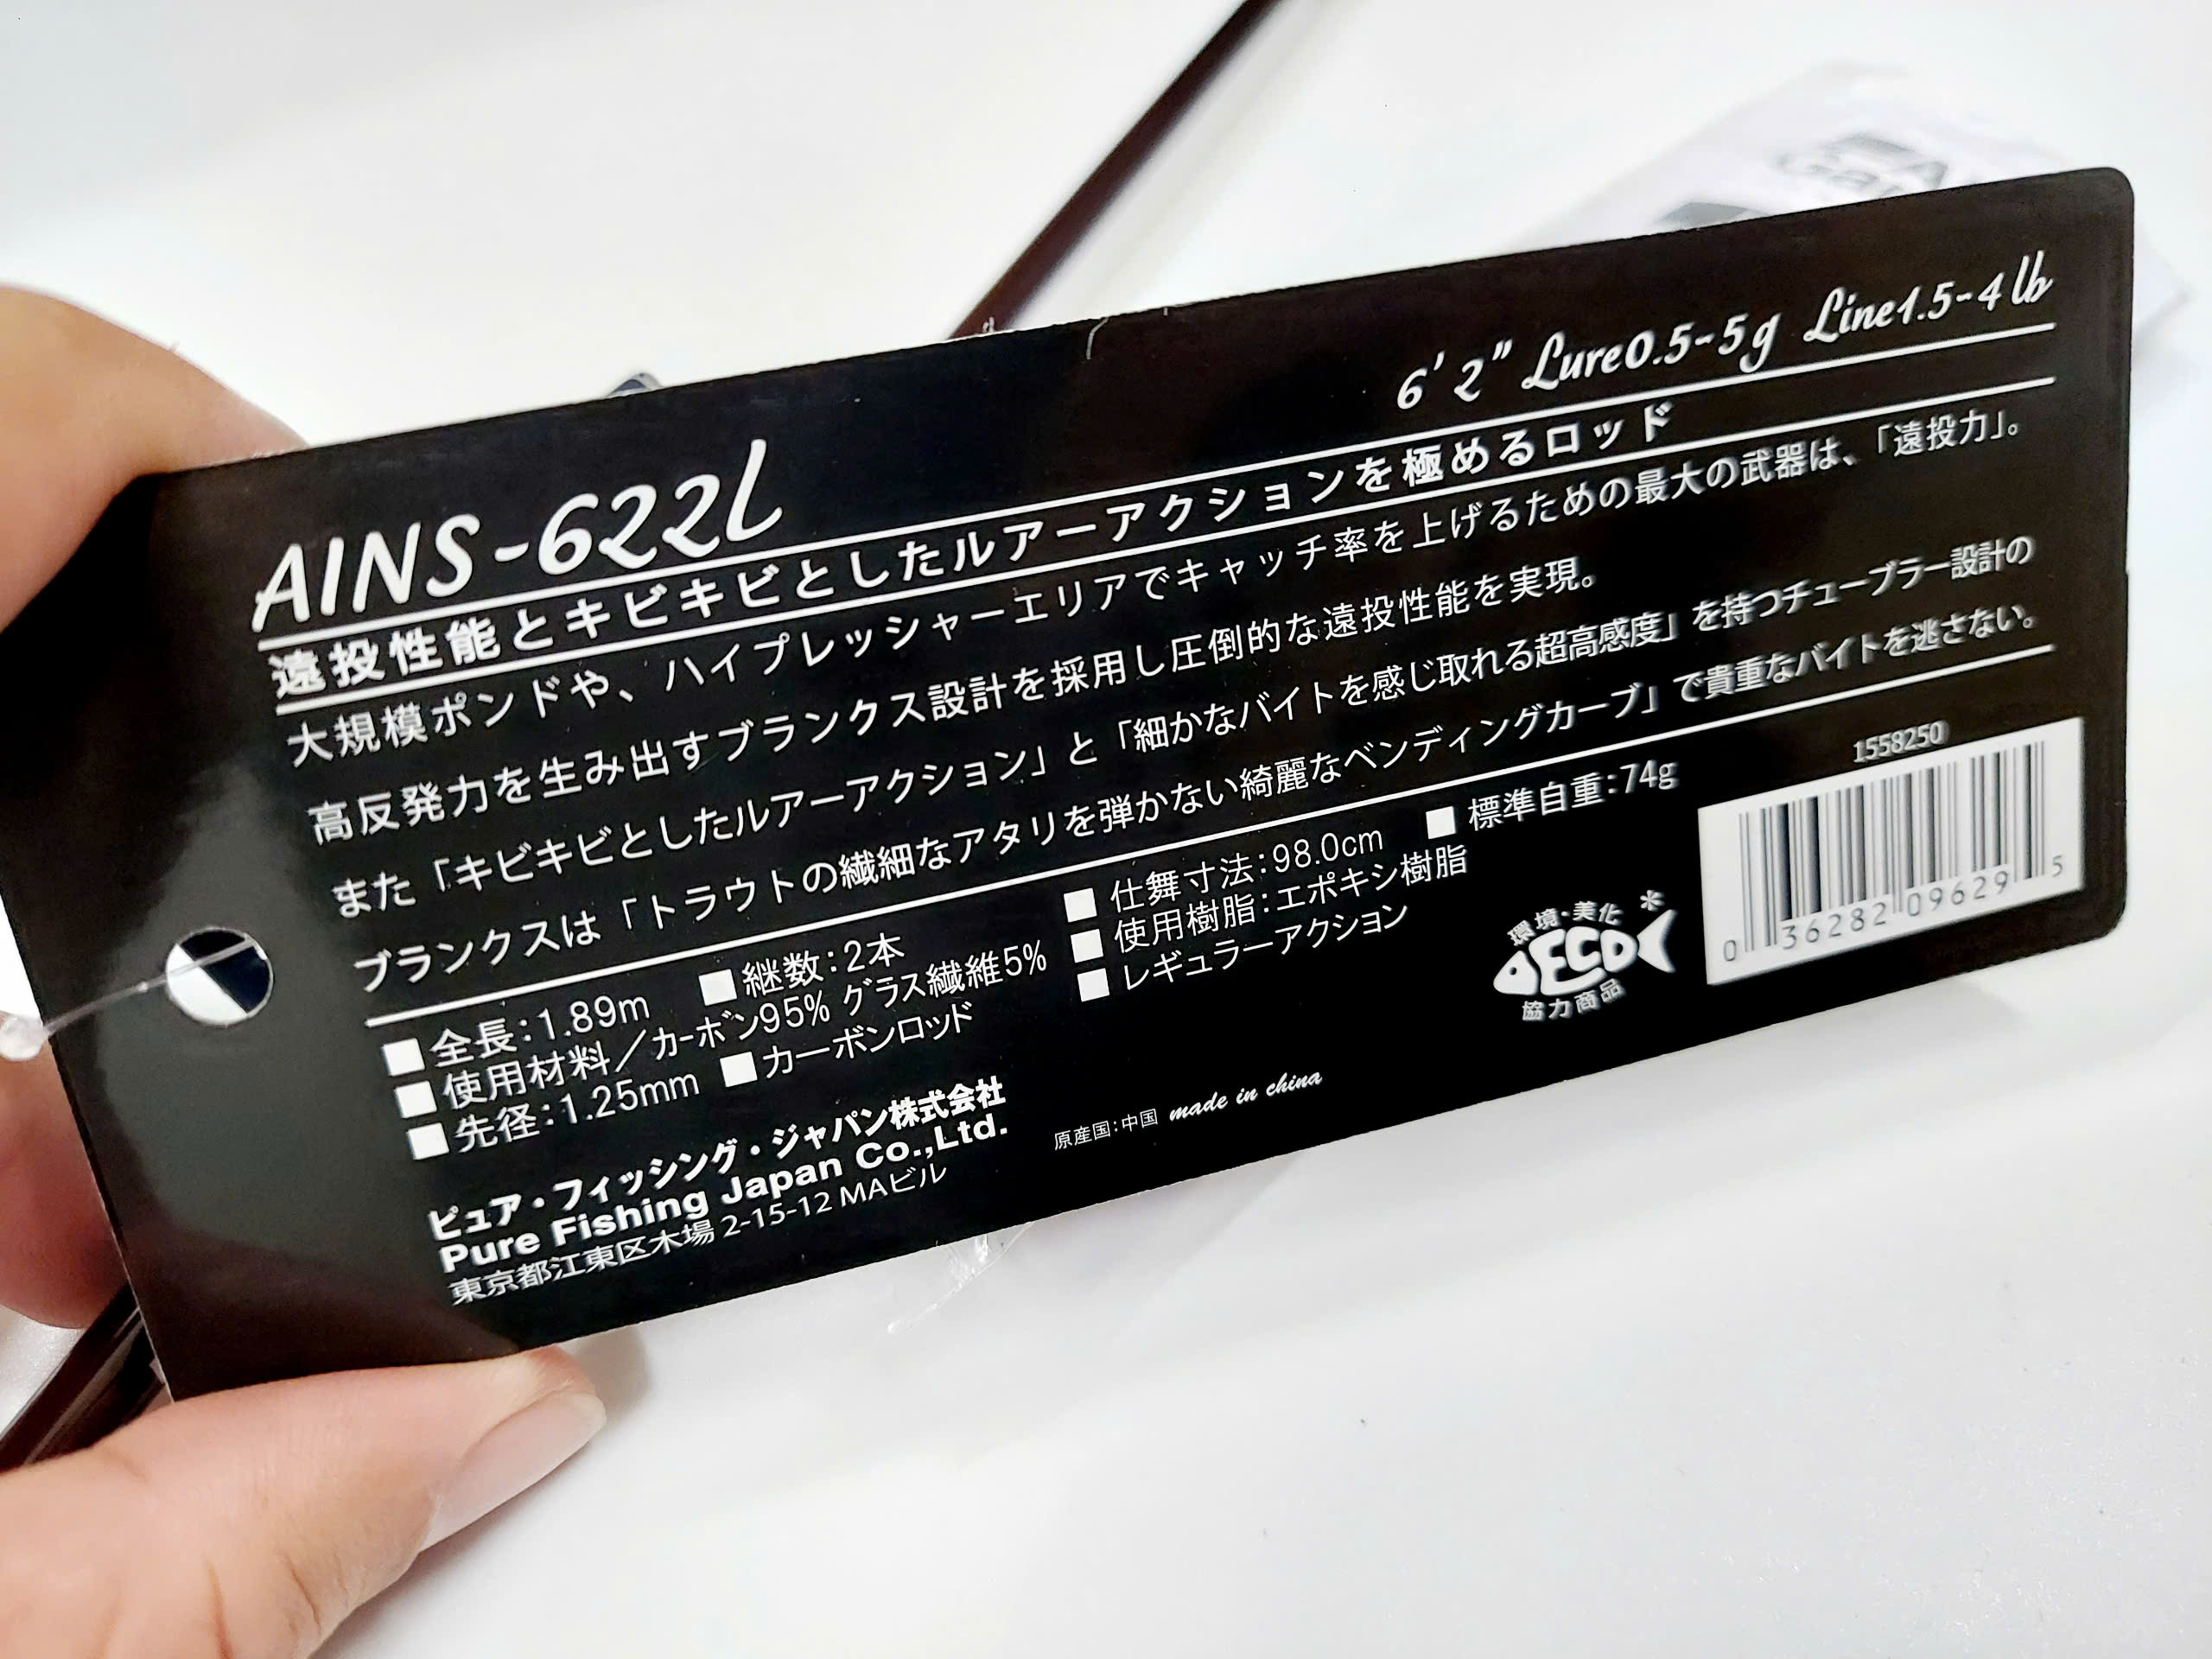 AINS-622L 6'2" Lure0.5-5g Line1.5-4lb
遠投性能とキビキビとしたルアーアクションを極めるロッド
大規模ポンドや、ハイプレッシャーエリアでキャッチ率を上げるための最大の武器は、「遠投力」。
高反発力を生み出すブランクス設計を採用し圧倒的な遠投性能を実現。
また「キビキビとしたルアーアクション」と「細かなバイトを感じ取れる超高感度」を持つチューブラー設計の
ブランクスは「トラウトの繊細なアタリを弾かない綺麗なベンディングカーブ」で貴重なバイトを逃さない。
■全長:1.89m ■継数:2本 ■仕舞寸法:98.0cm ■標準自重:74g
■使用材料/カーボン95% グラス繊維5% ■使用樹脂:エポキシ樹脂
■先径:1.25mm ■カーボンロッド ■レギュラーアクション
1558250
0 36282 09629 5
環境・美化
ECO
協力商品
ピュア・フィッシング・ジャパン株式会社
Pure Fishing Japan Co.,Ltd.
東京都江東区木場 2-15-12 MAビル
原産国:中国 made in china